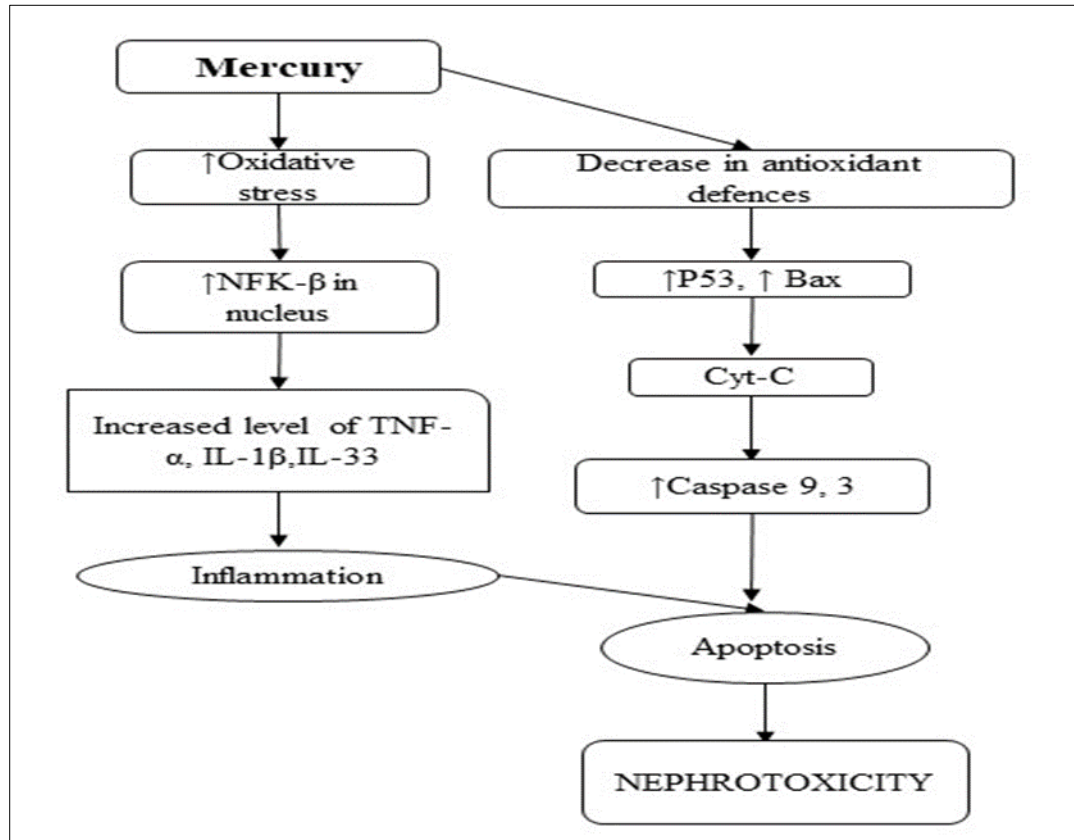 Mercury
↑Oxidative
stress
Decrease in antioxidant
defences
↑NFK-β in
nucleus
↑P53, ↑ Bax
Cyt-C
Increased level of TNF-
α, IL-1β,IL-33
↑Caspase 9, 3
Inflammation
Apoptosis
NEPHROTOXICITY